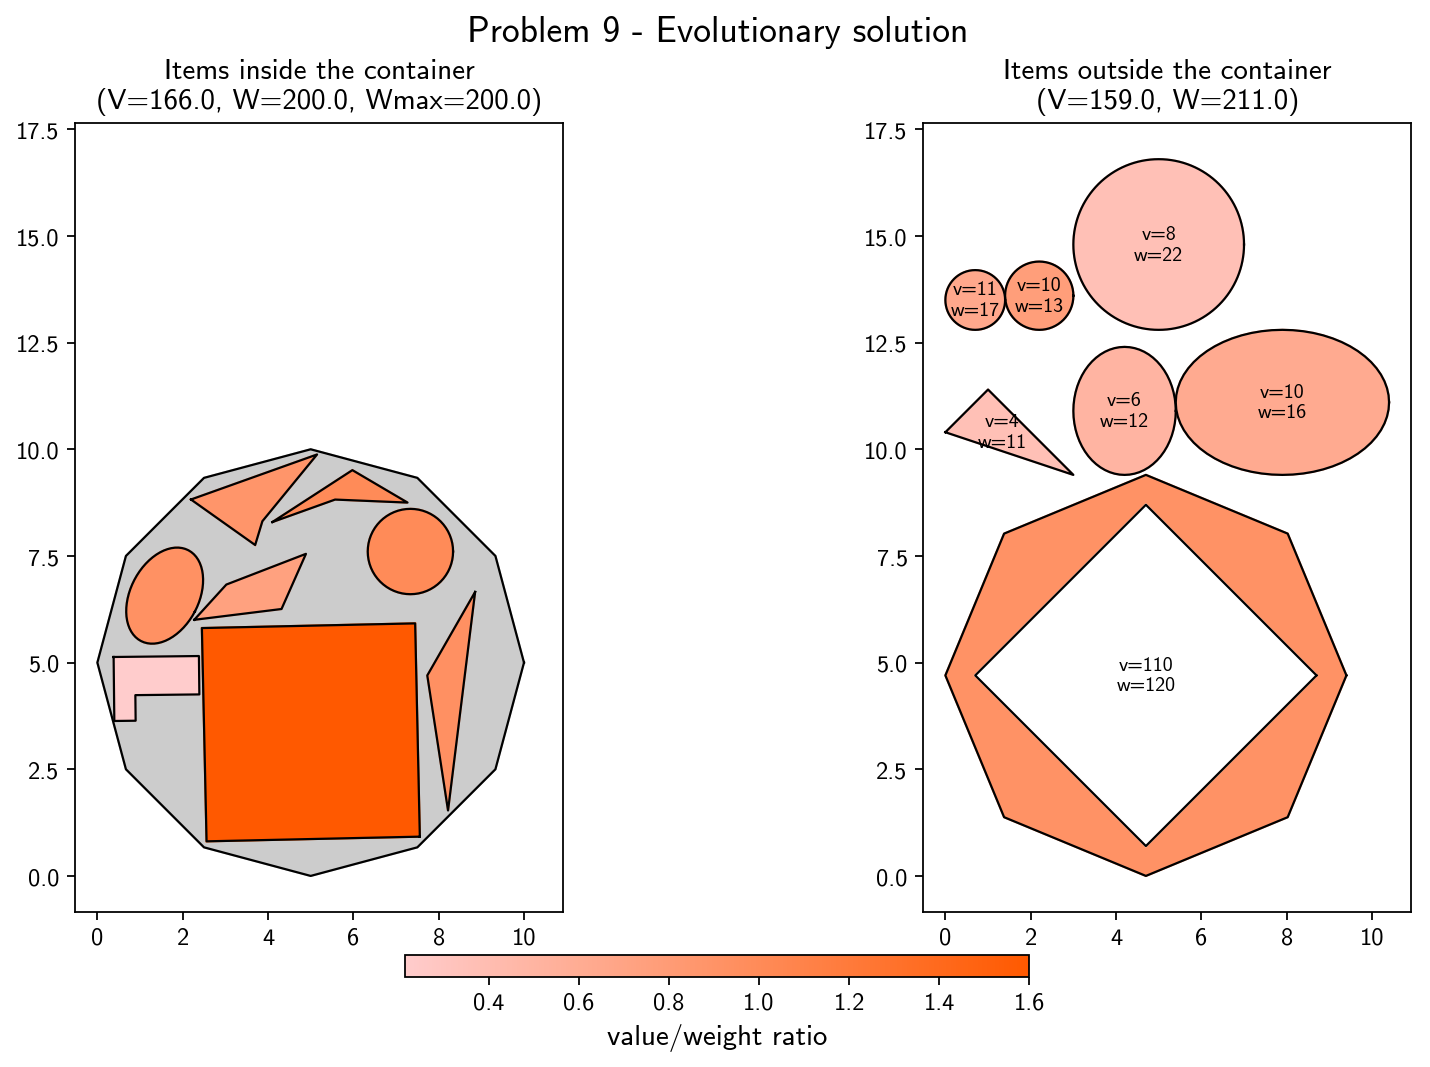 Problem 9 - Evolutionary solution
Items inside the container
(V=166.0, W=200.0, Wmax=200.0)
17.5
15.0
12.5
10.0
7.5
5.0
2.5
0.0
0 2 4 6 8 10
Items outside the container
(V=159.0, W=211.0)
17.5
15.0
12.5
10.0
7.5
5.0
2.5
0.0
v=8
w=22
v=11
w=17
v=10
w=13
v=6
w=12
v=10
w=16
v=4
w=11
v=110
w=120
0 2 4 6 8 10
0.4 0.6 0.8 1.0 1.2 1.4 1.6
value/weight ratio